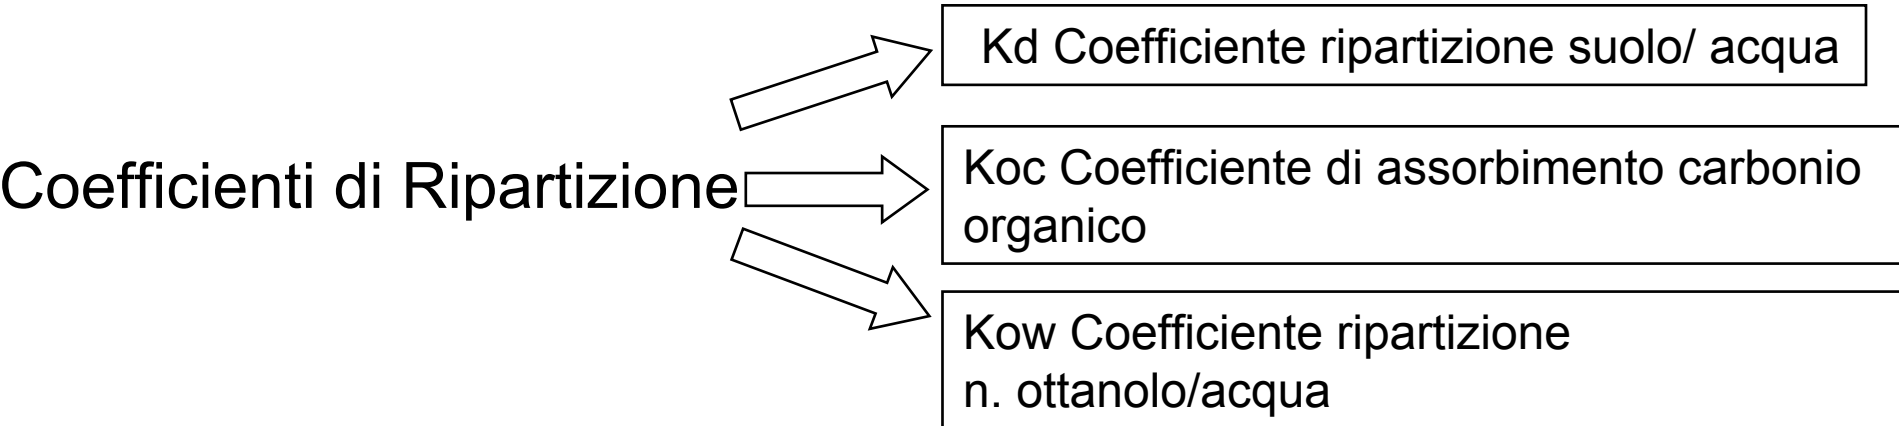 Coefficienti di Ripartizione
Kd Coefficiente ripartizione suolo/ acqua
Koc Coefficiente di assorbimento carbonio
organico
Kow Coefficiente ripartizione
n. ottanolo/acqua